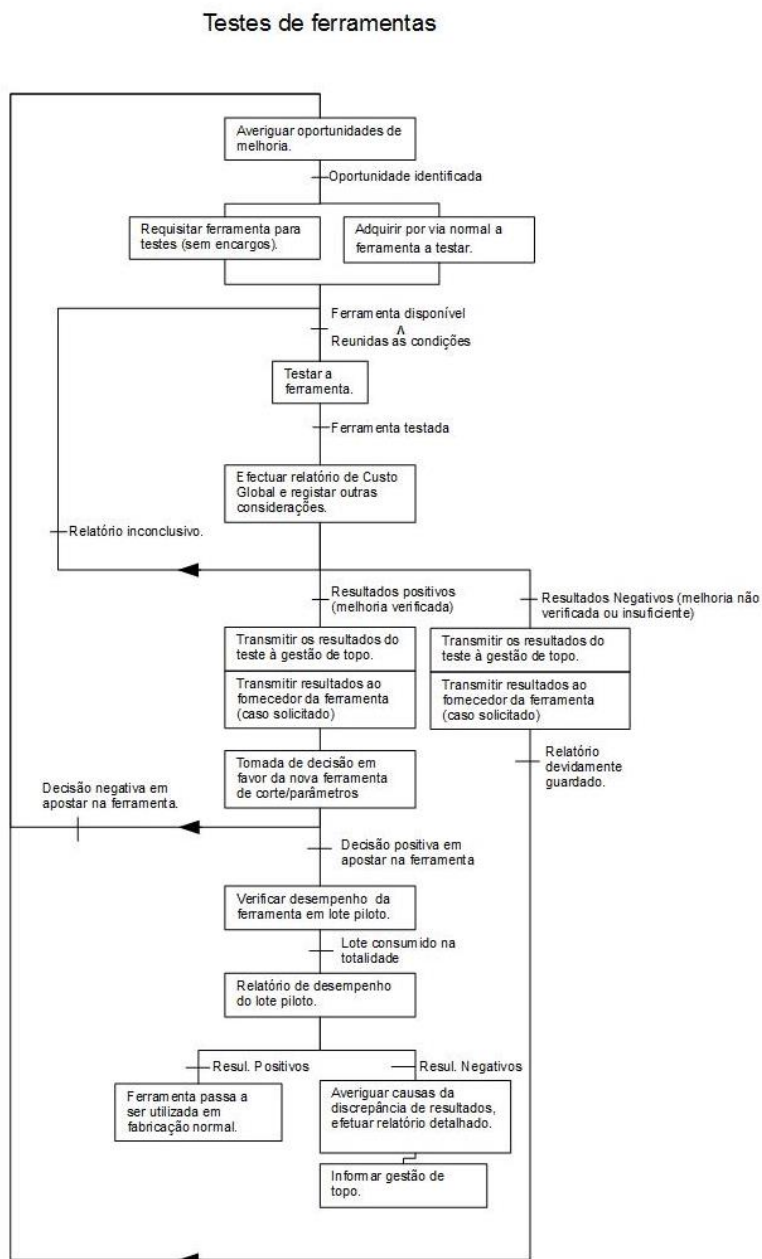 Testes de ferramentas
Averiguar oportunidades de
melhoria.
Oportunidade identificada
Requisitar ferramenta para
testes (sem encargos).
Adquirir por via normal a
ferramenta a testar.
Ferramenta disponível
Λ
Reunidas as condições
Testar a
ferramenta.
Ferramenta testada
Efectuar relatório de Custo
Global e registar outras
considerações.
Relatório inconclusivo.
Resultados positivos
(melhoria verificada)
Resultados Negativos (melhoria não
verificada ou insuficiente)
Transmitir os resultados do
teste à gestão de topo.
Transmitir resultados ao
fornecedor da ferramenta
(caso solicitado)
Transmitir os resultados do
teste à gestão de topo.
Transmitir resultados ao
fornecedor da ferramenta
(caso solicitado)
Relatório
devidamente
guardado.
Tomada de decisão em
favor da nova ferramenta
de corte/parâmetros
Decisão negativa em
apostar na ferramenta.
Decisão positiva em
apostar na ferramenta
Verificar desempenho da
ferramenta em lote piloto.
Lote consumido na
totalidade
Relatório de desempenho
do lote piloto.
Resul. Positivos
Resul. Negativos
Ferramenta passa a
ser utilizada em
fabricação normal.
Averiguar causas da
discrepância de resultados,
efetuar relatório detalhado.
Informar gestão de
topo.